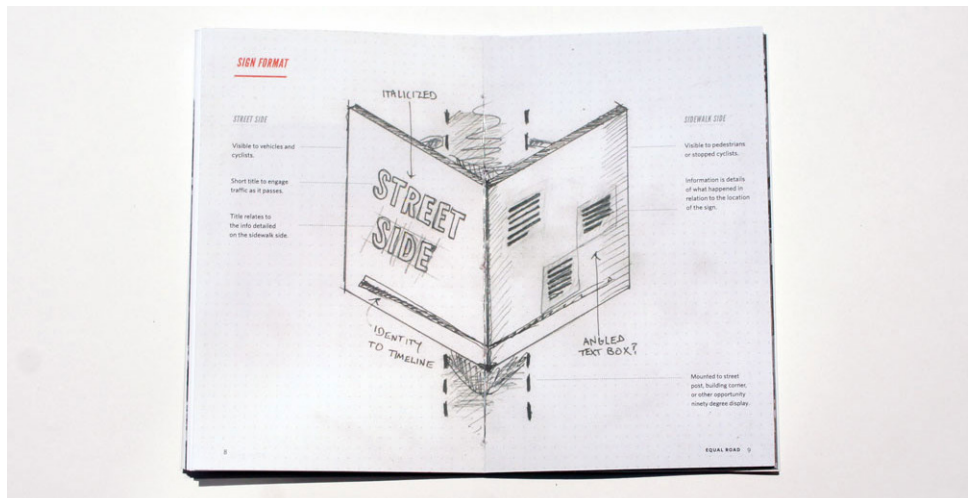 SIGN FORMAT
STREET SIDE
Visible to vehicles and
cyclists.
Short title to engage
traffic as it passes.
Title relates to
the info detailed
on the sidewalk side.
ITALICIZED
STREET
SIDE
IDENTITY
TO TIMELINE
ANGLED
TEXT BOX?
SIDEWALK SIDE
Visible to pedestrians
or stopped cyclists.
Information is details
of what happened in
relation to the location
of the sign.
Mounted to street
post, building corner,
or other opportunity
ninety degree display.
8
EQUAL ROAD 9